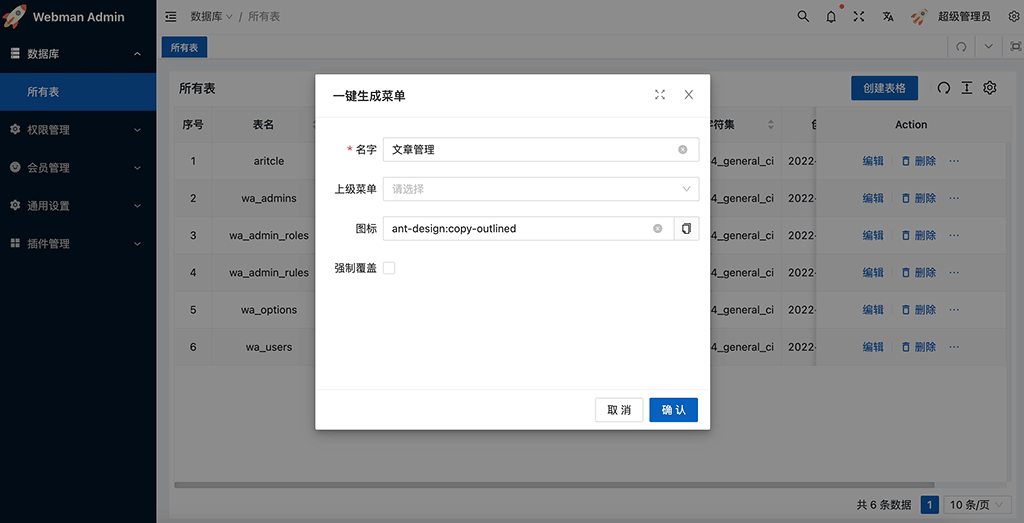 Webman Admin
数据库 / 所有表
超级管理员
数据库
所有表
权限管理
会员管理
通用设置
插件管理
所有表
所有表
创建表格
序号 表名 符集 Action
1 aritcle 4_general_ci 2022- 编辑 删除 ···
2 wa_admins 4_general_ci 2022- 编辑 删除 ···
3 wa_admin_roles 4_general_ci 2022- 编辑 删除 ···
4 wa_admin_rules 4_general_ci 2022- 编辑 删除 ···
5 wa_options 4_general_ci 2022- 编辑 删除 ···
6 wa_users 4_general_ci 2022- 编辑 删除 ···
一键生成菜单
* 名字 文章管理
上级菜单 请选择
图标 ant-design:copy-outlined
强制覆盖
取 消 确 认
共 6 条数据 1 10 条/页